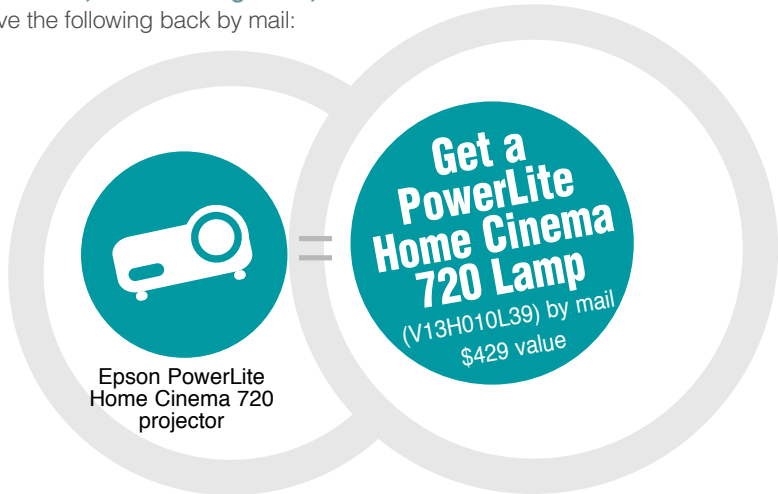 ve the following back by mail:
Get a
PowerLite
Home Cinema
720 Lamp
(V13H010L39) by mail
$429 value
=
Epson PowerLite
Home Cinema 720
projector